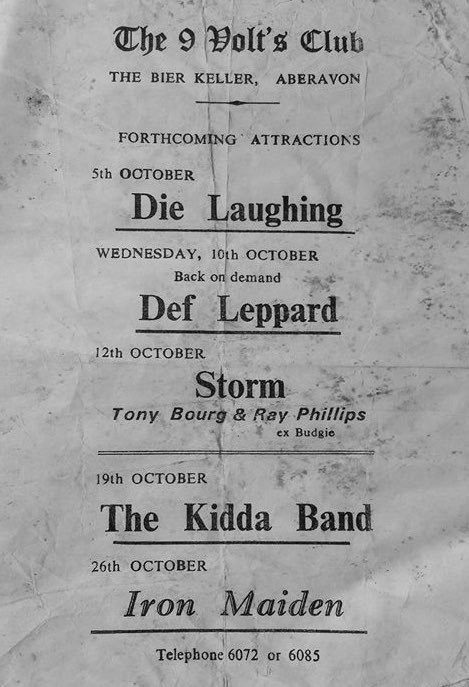 The 9 Volt's Club
THE BIER KELLER, ABERAVON
FORTHCOMING ATTRACTIONS
5th OCTOBER
Die Laughing
WEDNESDAY, 10th OCTOBER
Back on demand
Def Leppard
12th OCTOBER
Storm
Tony Bourg & Ray Phillips
ex Budgie
19th OCTOBER
The Kidda Band
26th OCTOBER
Iron Maiden
Telephone 6072 or 6085